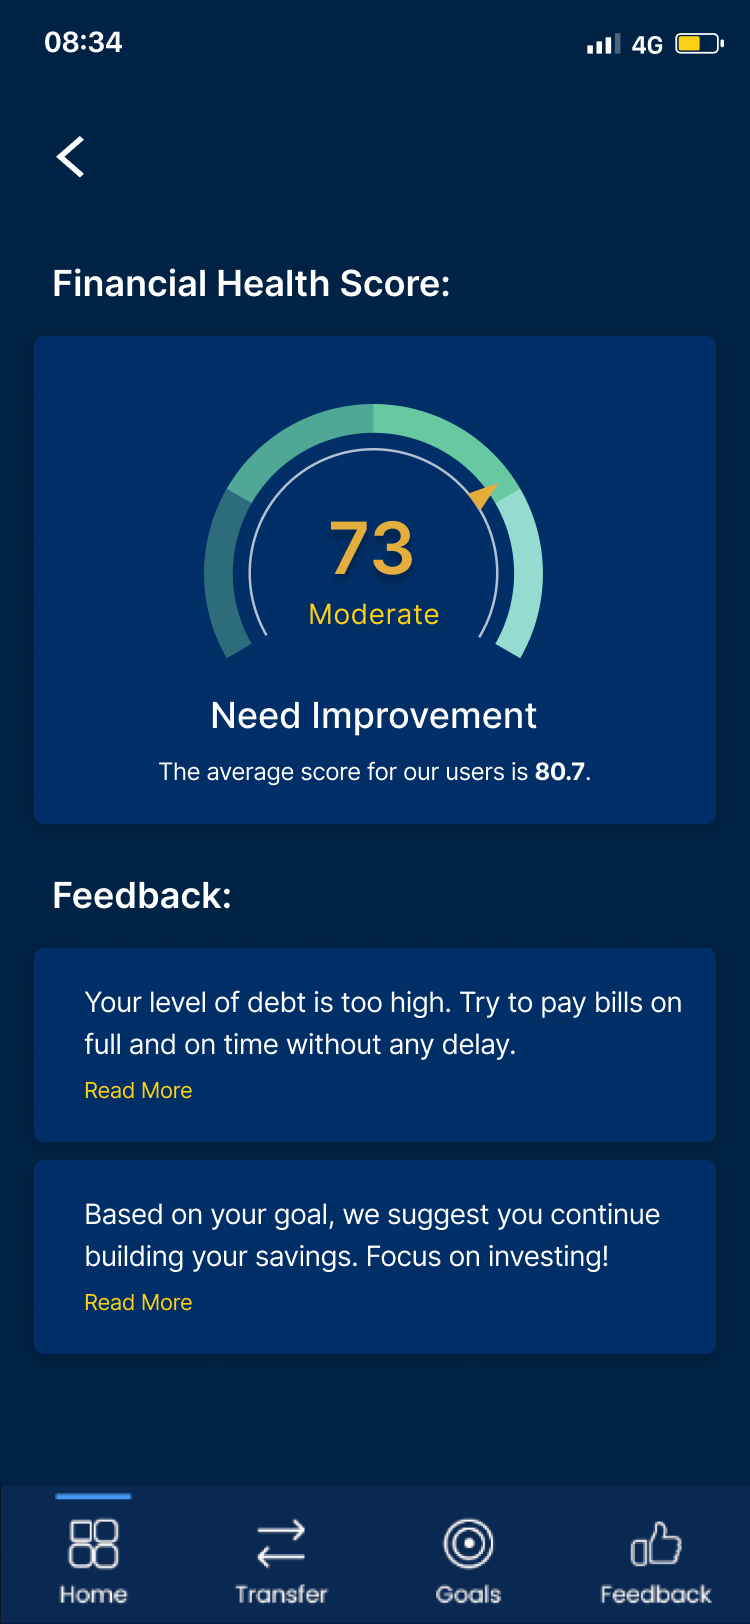 08:34
4G
Financial Health Score:
73
Moderate
Need Improvement
The average score for our users is 80.7.
Feedback:
Your level of debt is too high. Try to pay bills on
full and on time without any delay.
Read More
Based on your goal, we suggest you continue
building your savings. Focus on investing!
Read More
Home
Transfer
Goals
Feedback